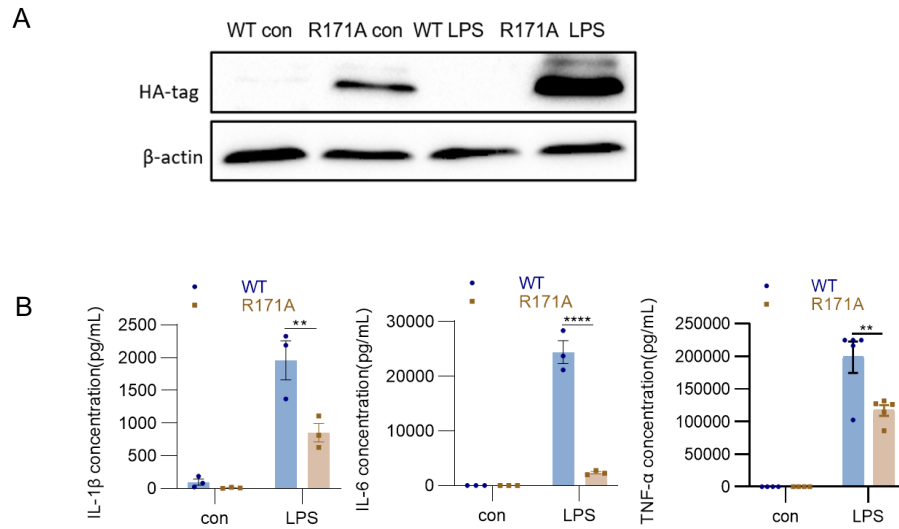 A
WT con R171A con WT LPS R171A LPS
HA-tag
β-actin
B
WT
R171A
IL-1β concentration(pg/mL)
2500
2000
1500
1000
500
0
**
con LPS
WT
R171A
IL-6 concentration(pg/mL)
30000
20000
10000
0
****
con LPS
WT
R171A
TNF-α concentration(pg/mL)
250000
200000
150000
100000
50000
0
**
con LPS